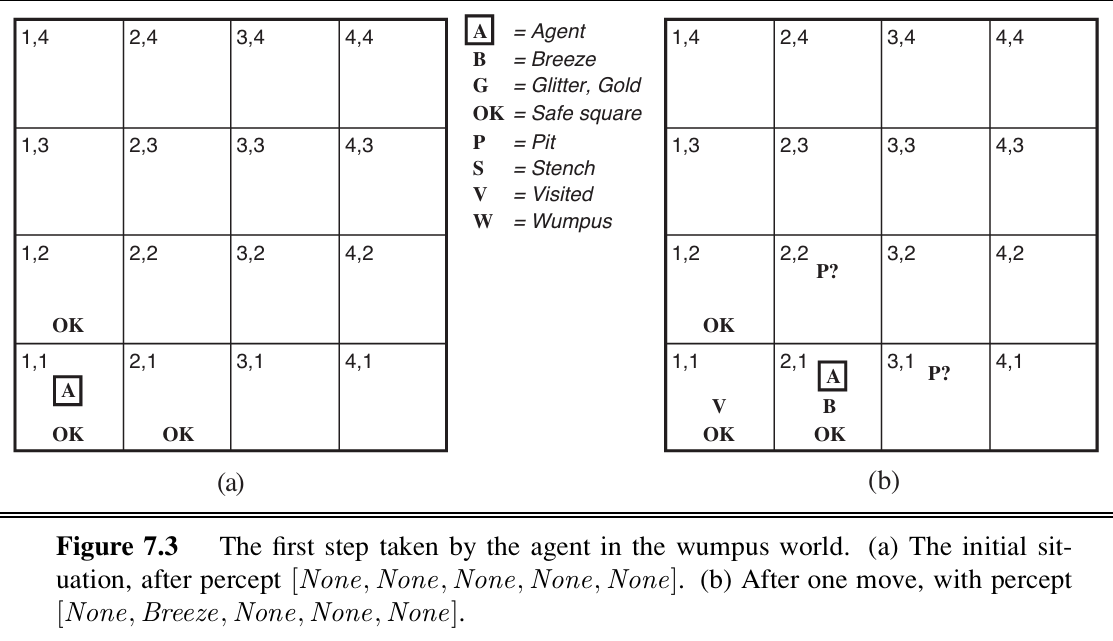 1,4 2,4 3,4 4,4
1,3 2,3 3,3 4,3
1,2 2,2 3,2 4,2
OK
1,1 2,1 3,1 4,1
A
OK OK
(a)
A = Agent
B = Breeze
G = Glitter, Gold
OK = Safe square
P = Pit
S = Stench
V = Visited
W = Wumpus
1,4 2,4 3,4 4,4
1,3 2,3 3,3 4,3
1,2 2,2 3,2 4,2
P?
OK
1,1 2,1 3,1 4,1
A P?
V B
OK OK
(b)
Figure 7.3 The first step taken by the agent in the wumpus world. (a) The initial sit-
uation, after percept [None, None, None, None, None]. (b) After one move, with percept
[None, Breeze, None, None, None].